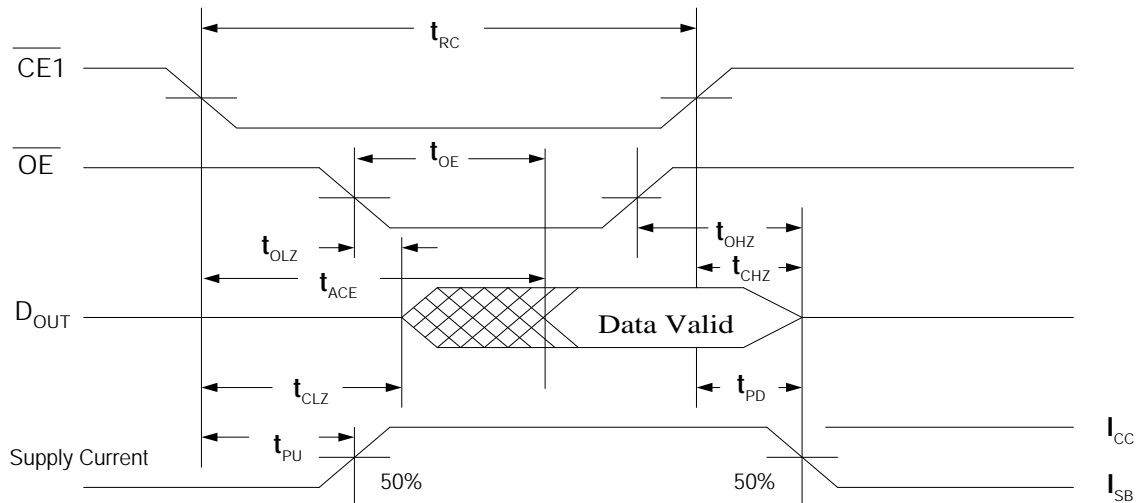 tRC
CE1
OE
tOE
tOLZ
tOHZ
tACE
tCHZ
DOUT
Data Valid
tCLZ
tPD
tPU
ICC
Supply Current
50%
50%
ISB